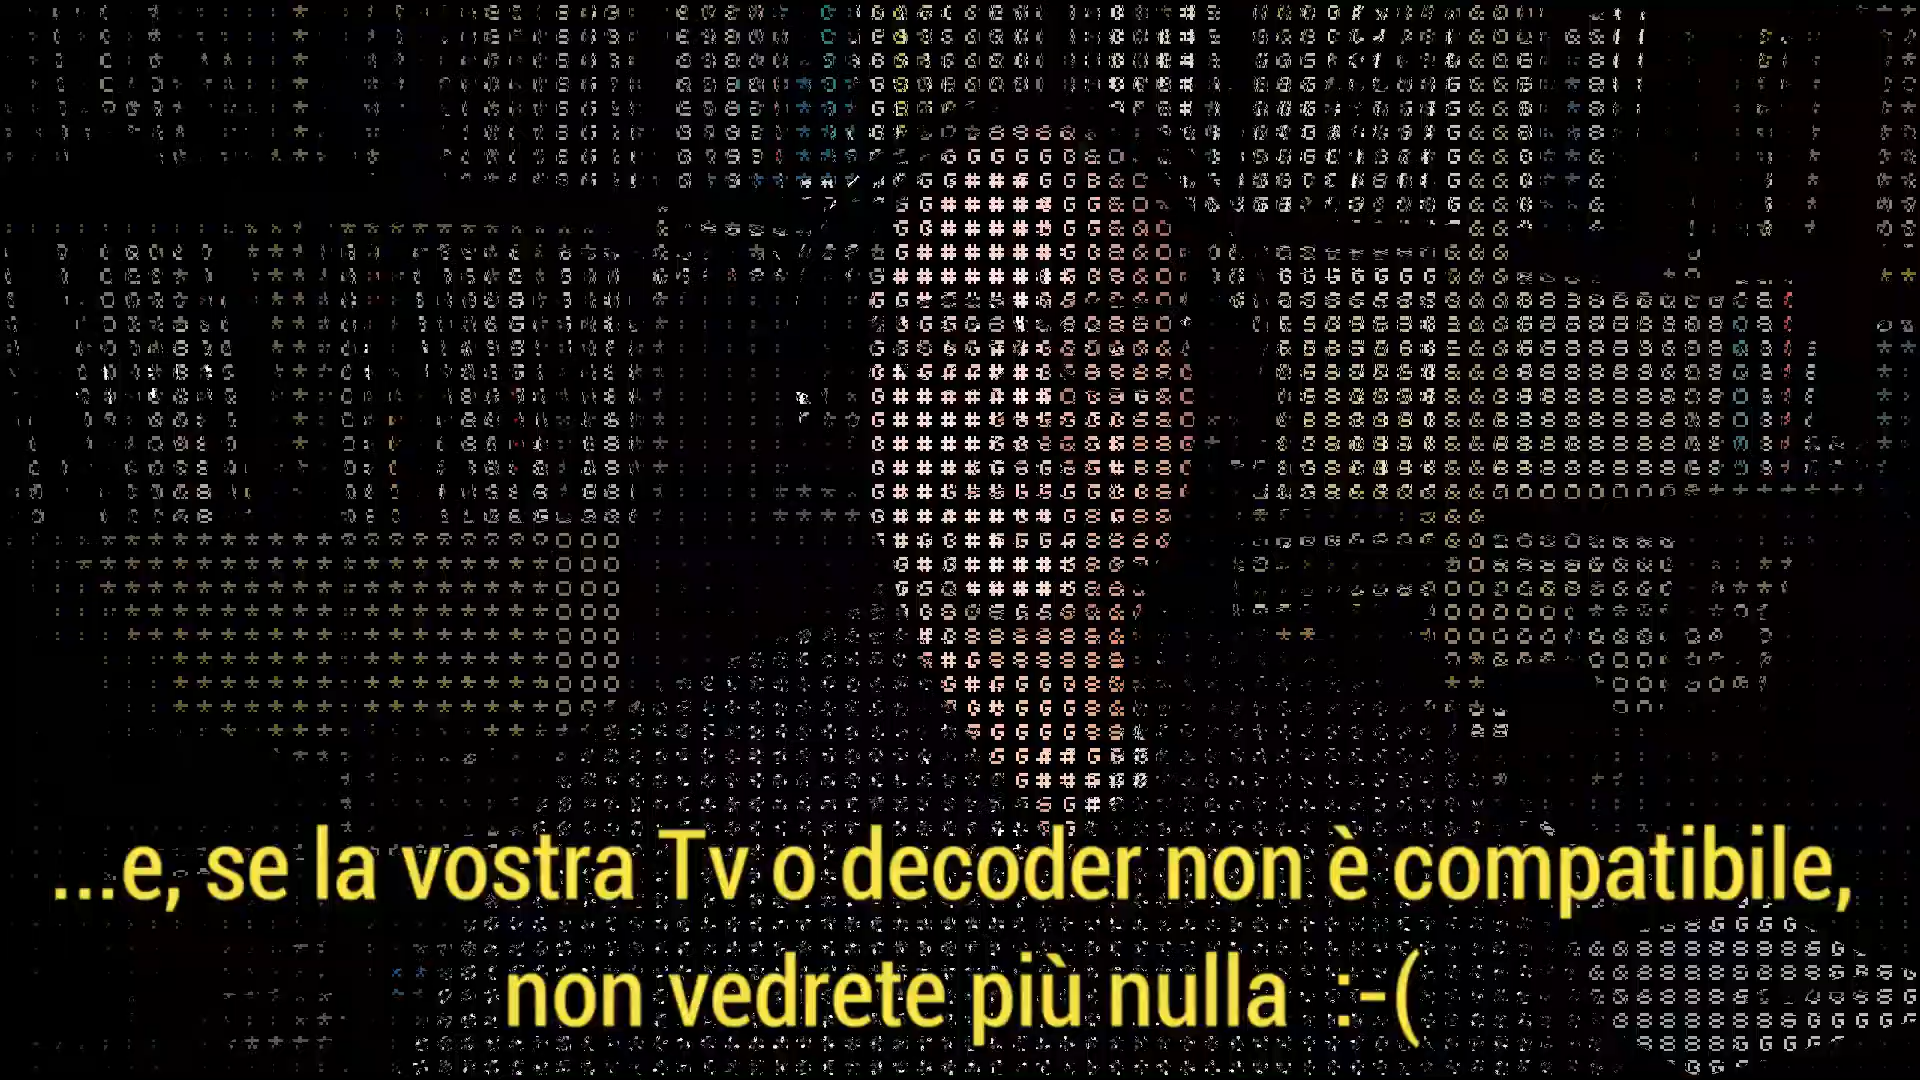 ...e, se la vostra Tv o decoder non è compatibile,
non vedrete più nulla :-(